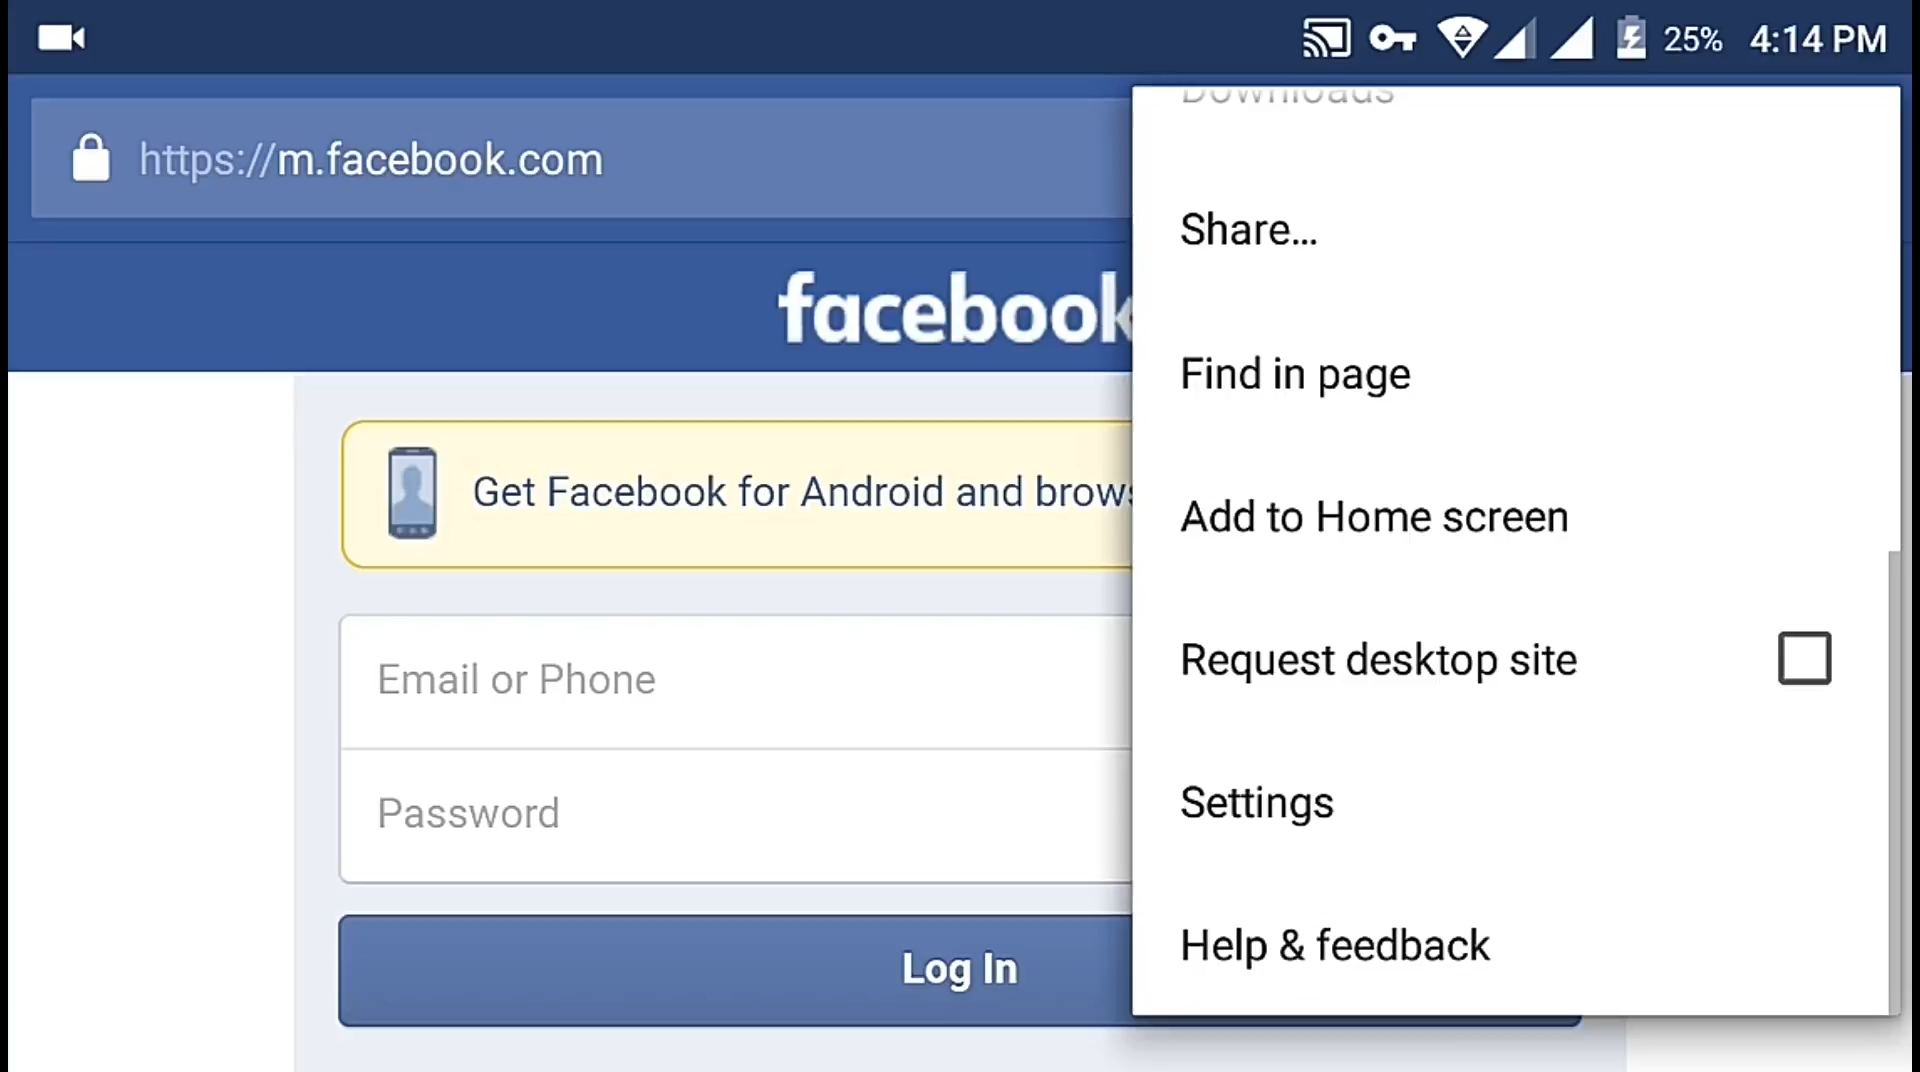 25% 4:14 PM
https://m.facebook.com
facebook
Get Facebook for Android and brows
Email or Phone
Password
Log In
Downloads
Share...
Find in page
Add to Home screen
Request desktop site
Settings
Help & feedback